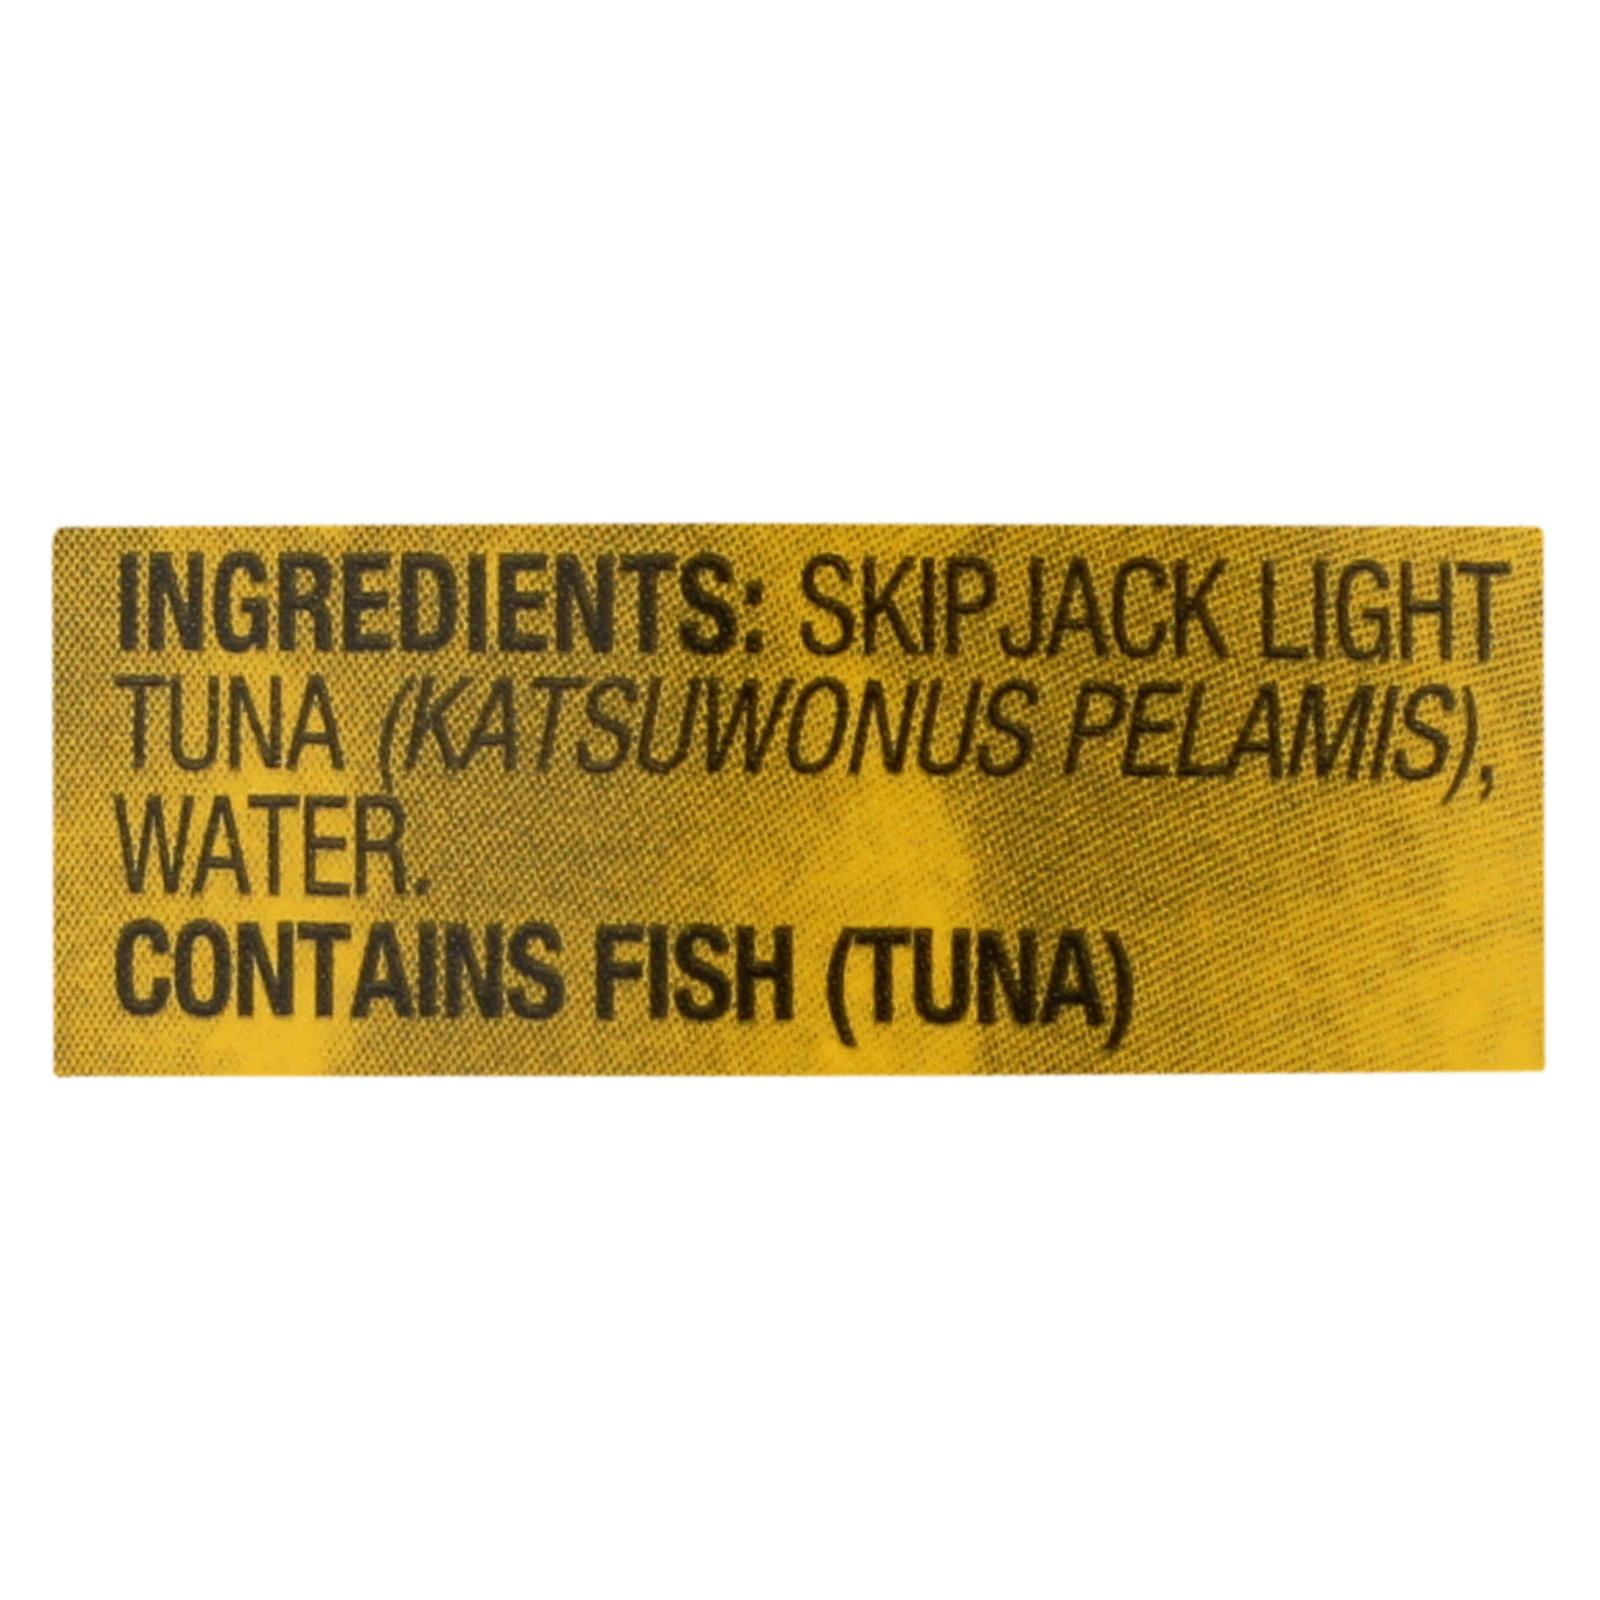 INGREDIENTS: SKIPJACK LIGHT
TUNA (KATSUWONUS PELAMIS),
WATER.
CONTAINS FISH (TUNA)